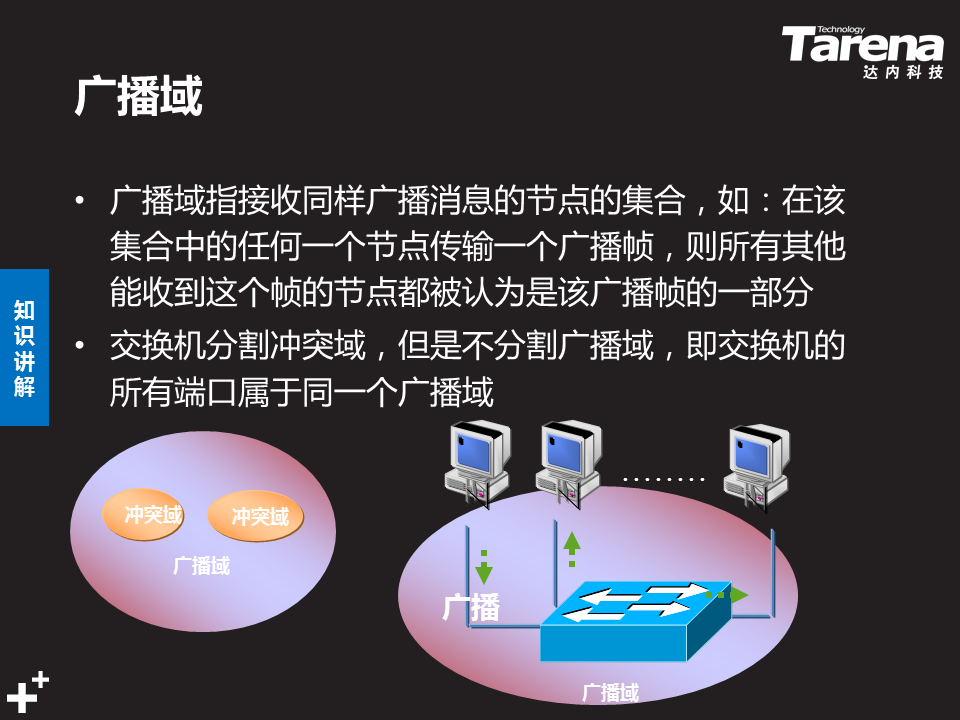 Technology
Tarena
达内科技
广播域
• 广播域指接收同样广播消息的节点的集合，如：在该
集合中的任何一个节点传输一个广播帧，则所有其他
能收到这个帧的节点都被认为是该广播帧的一部分
• 交换机分割冲突域，但是不分割广播域，即交换机的
所有端口属于同一个广播域
知
识
讲
解
冲突域
冲突域
广播域
........
广播
广播域